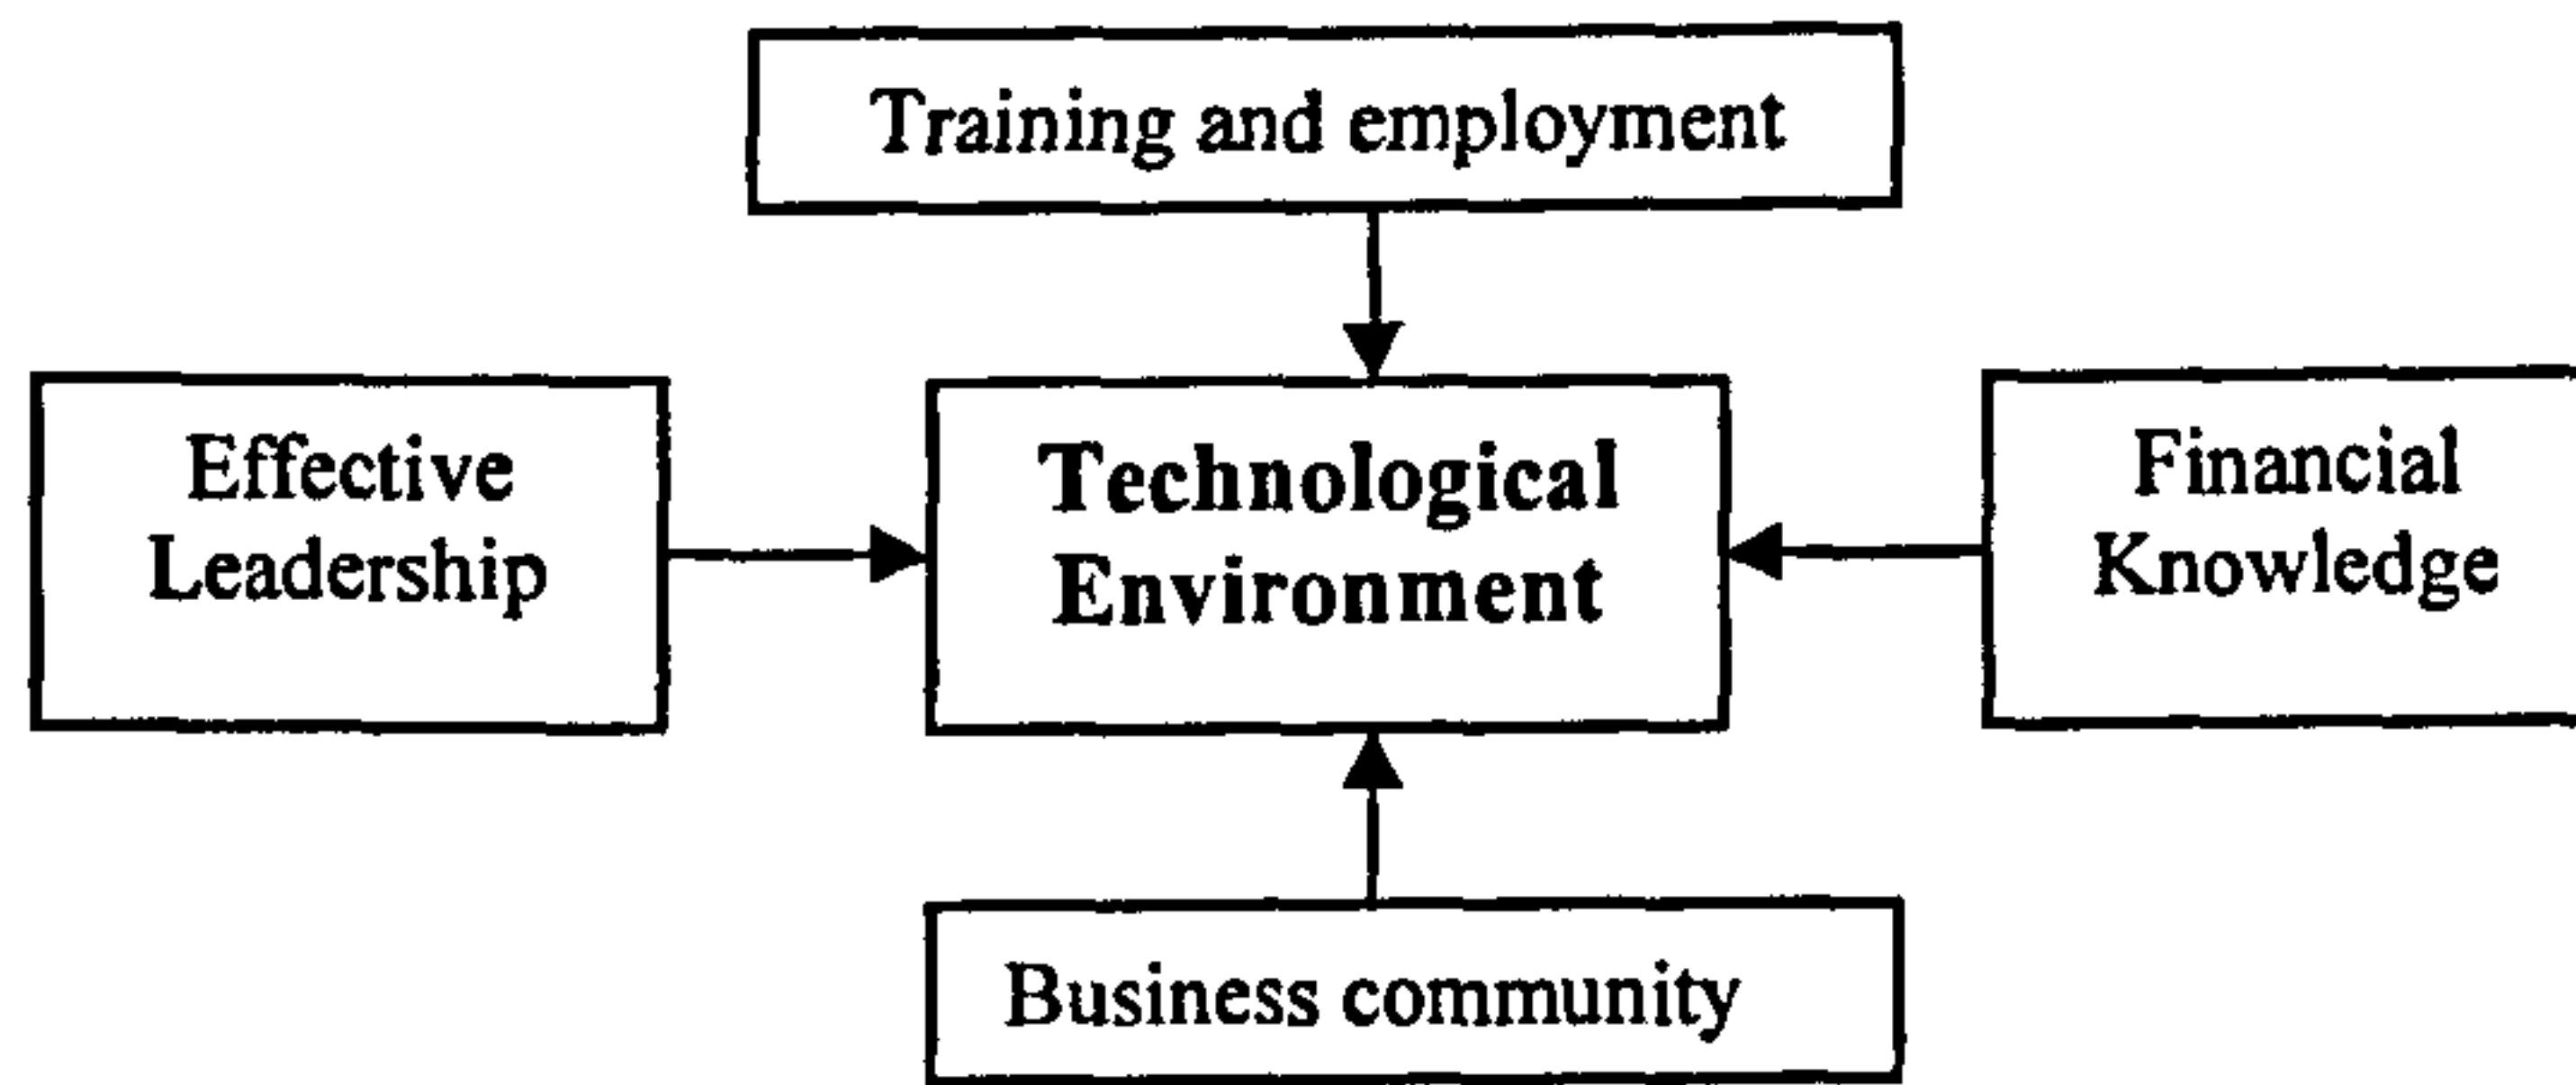 Training and employment
Effective
Leadership
Technological
Environment
Financial
Knowledge
Business community